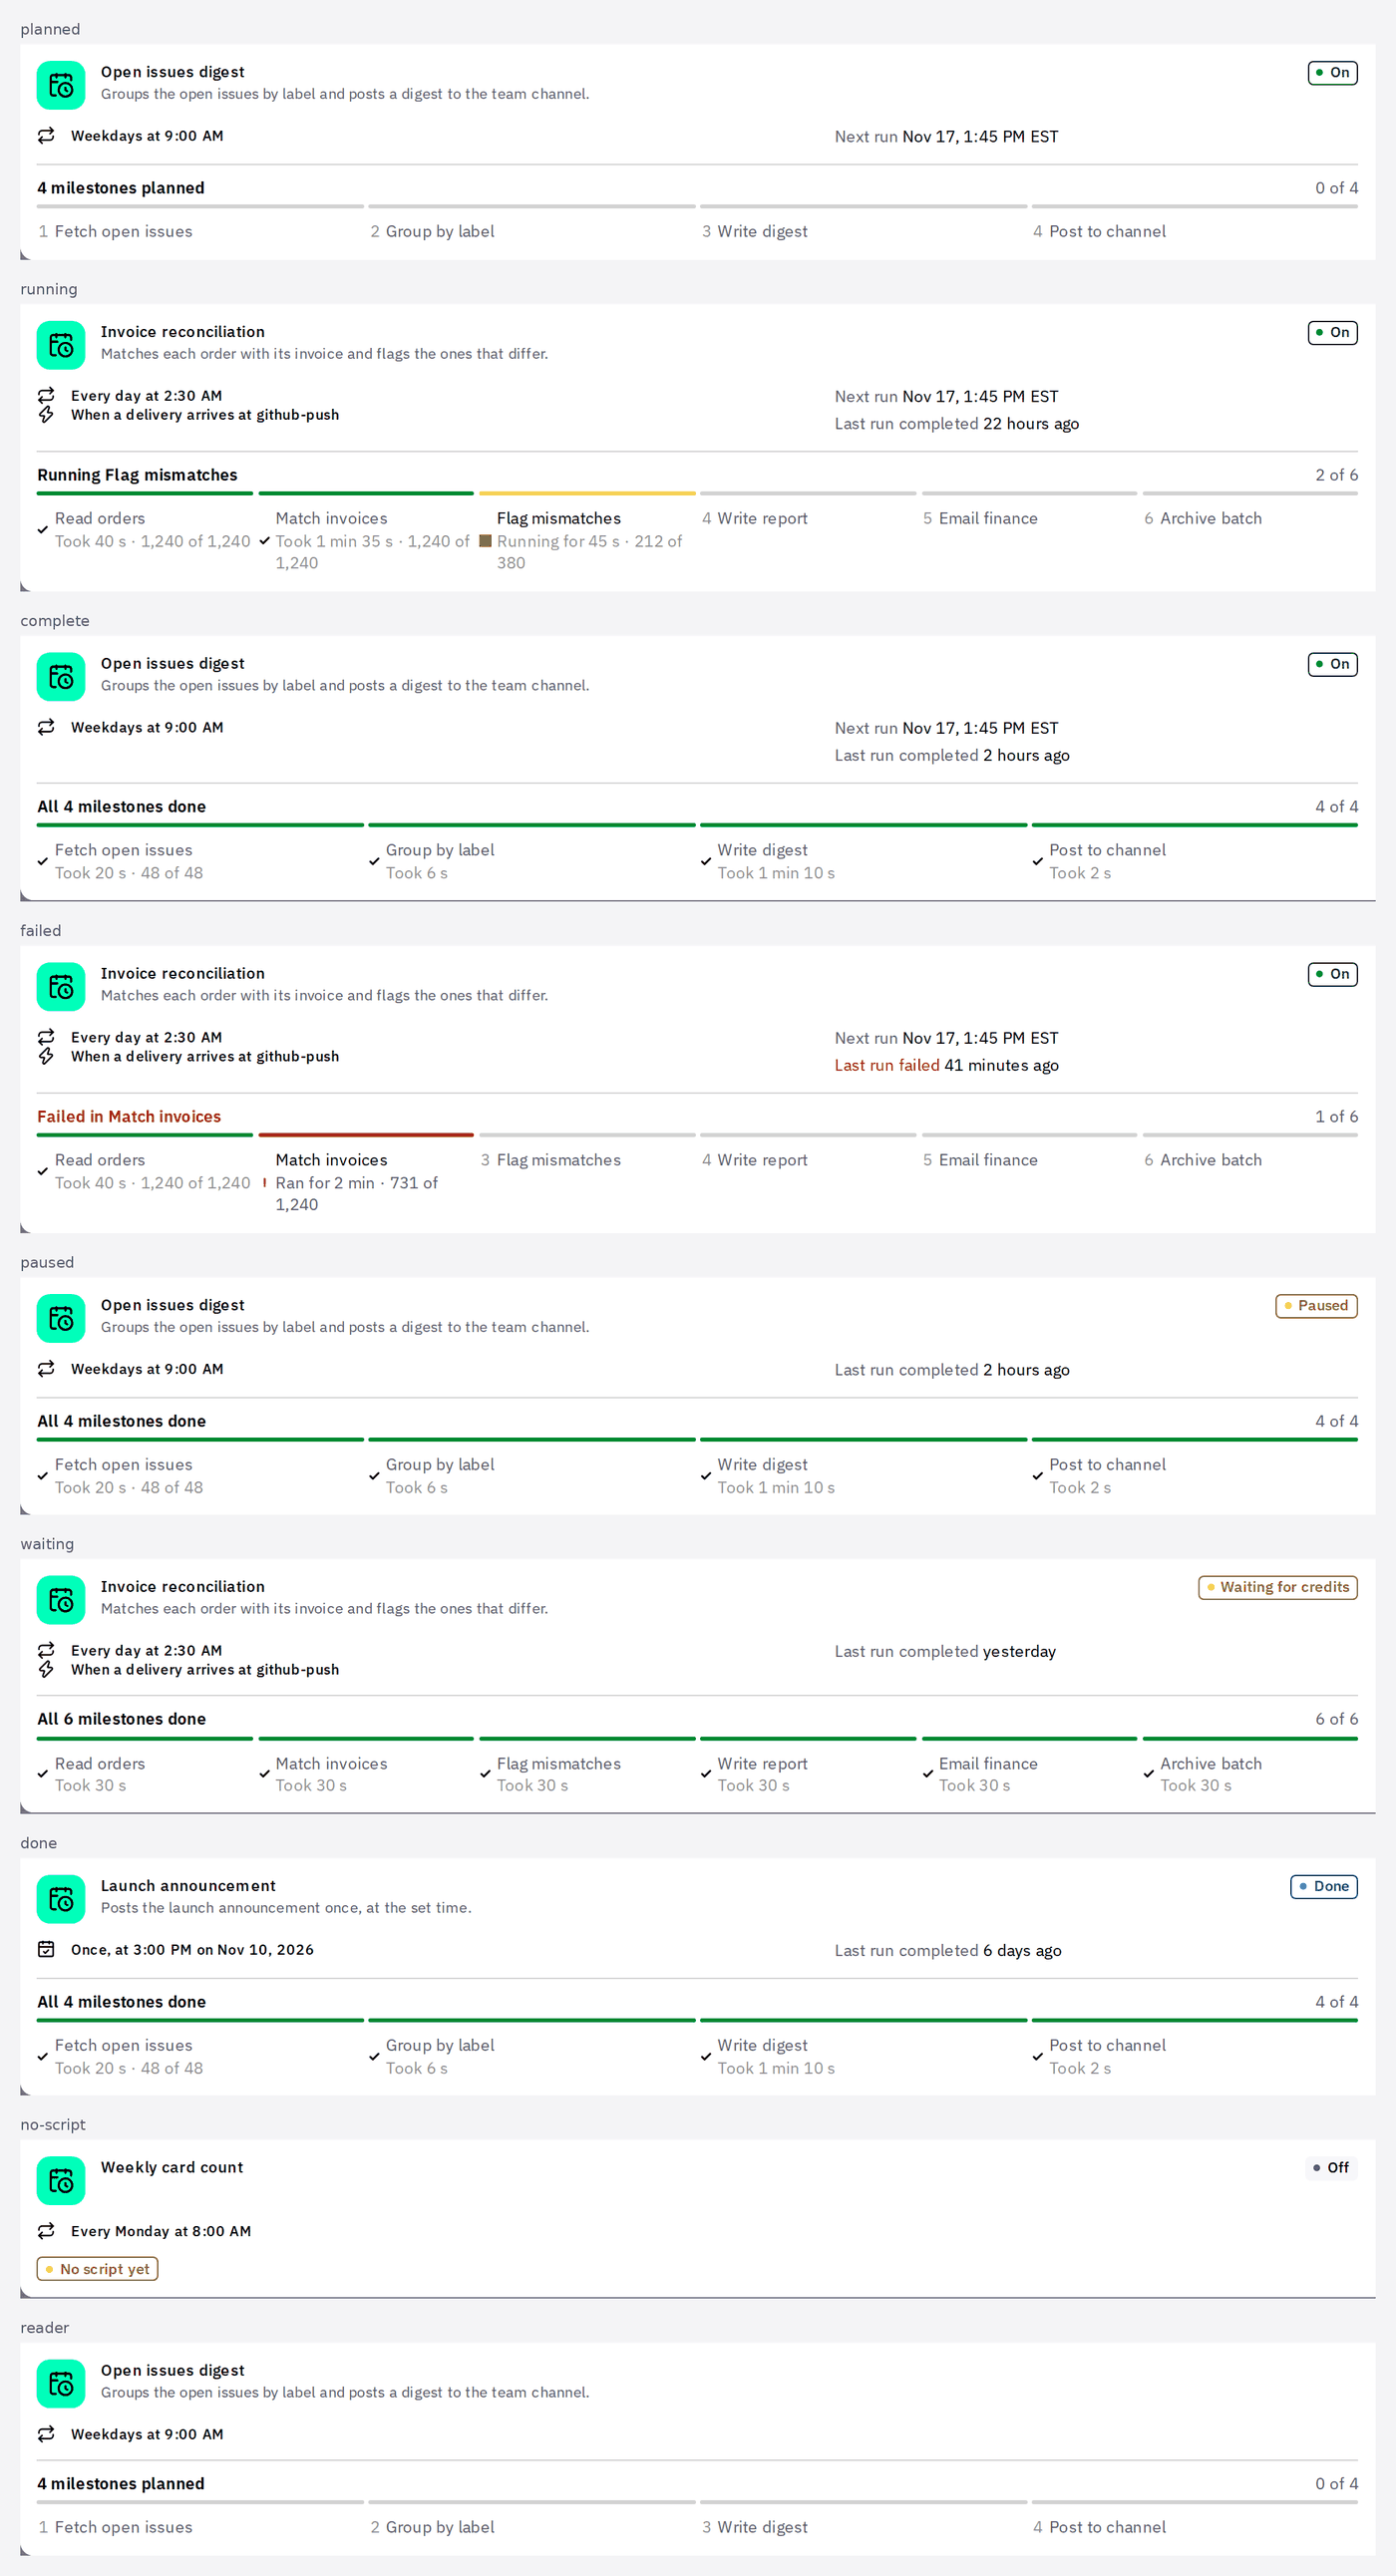 planned
Open issues digest
On
Groups the open issues by label and posts a digest to the team channel.
Weekdays at 9:00 AM
Next run Nov 17, 1:45 PM EST
4 milestones planned
0 of 4
1 Fetch open issues
2 Group by label
3 Write digest
4 Post to channel
running
Invoice reconciliation
On
Matches each order with its invoice and flags the ones that differ.
Every day at 2:30 AM
Next run Nov 17, 1:45 PM EST
When a delivery arrives at github-push
Last run completed 22 hours ago
Running Flag mismatches
2 of 6
Read orders
Took 40 s · 1,240 of 1,240
Match invoices
Took 1 min 35 s · 1,240 of
1,240
Flag mismatches
Running for 45 s · 212 of
380
4 Write report
5 Email finance
6 Archive batch
complete
Open issues digest
On
Groups the open issues by label and posts a digest to the team channel.
Weekdays at 9:00 AM
Next run Nov 17, 1:45 PM EST
Last run completed 2 hours ago
All 4 milestones done
4 of 4
Fetch open issues
Took 20 s · 48 of 48
Group by label
Took 6 s
Write digest
Took 1 min 10 s
Post to channel
Took 2 s
failed
Invoice reconciliation
On
Matches each order with its invoice and flags the ones that differ.
Every day at 2:30 AM
Next run Nov 17, 1:45 PM EST
When a delivery arrives at github-push
Last run failed 41 minutes ago
Failed in Match invoices
1 of 6
Read orders
Took 40 s · 1,240 of 1,240
Match invoices
! Ran for 2 min · 731 of
1,240
3 Flag mismatches
4 Write report
5 Email finance
6 Archive batch
paused
Open issues digest
Paused
Groups the open issues by label and posts a digest to the team channel.
Weekdays at 9:00 AM
Last run completed 2 hours ago
All 4 milestones done
4 of 4
Fetch open issues
Took 20 s · 48 of 48
Group by label
Took 6 s
Write digest
Took 1 min 10 s
Post to channel
Took 2 s
waiting
Invoice reconciliation
Waiting for credits
Matches each order with its invoice and flags the ones that differ.
Every day at 2:30 AM
Last run completed yesterday
When a delivery arrives at github-push
All 6 milestones done
6 of 6
Read orders
Took 30 s
Match invoices
Took 30 s
Flag mismatches
Took 30 s
Write report
Took 30 s
Email finance
Took 30 s
Archive batch
Took 30 s
done
Launch announcement
Done
Posts the launch announcement once, at the set time.
Once, at 3:00 PM on Nov 10, 2026
Last run completed 6 days ago
All 4 milestones done
4 of 4
Fetch open issues
Took 20 s · 48 of 48
Group by label
Took 6 s
Write digest
Took 1 min 10 s
Post to channel
Took 2 s
no-script
Weekly card count
Off
Every Monday at 8:00 AM
No script yet
reader
Open issues digest
Groups the open issues by label and posts a digest to the team channel.
Weekdays at 9:00 AM
4 milestones planned
0 of 4
1 Fetch open issues
2 Group by label
3 Write digest
4 Post to channel